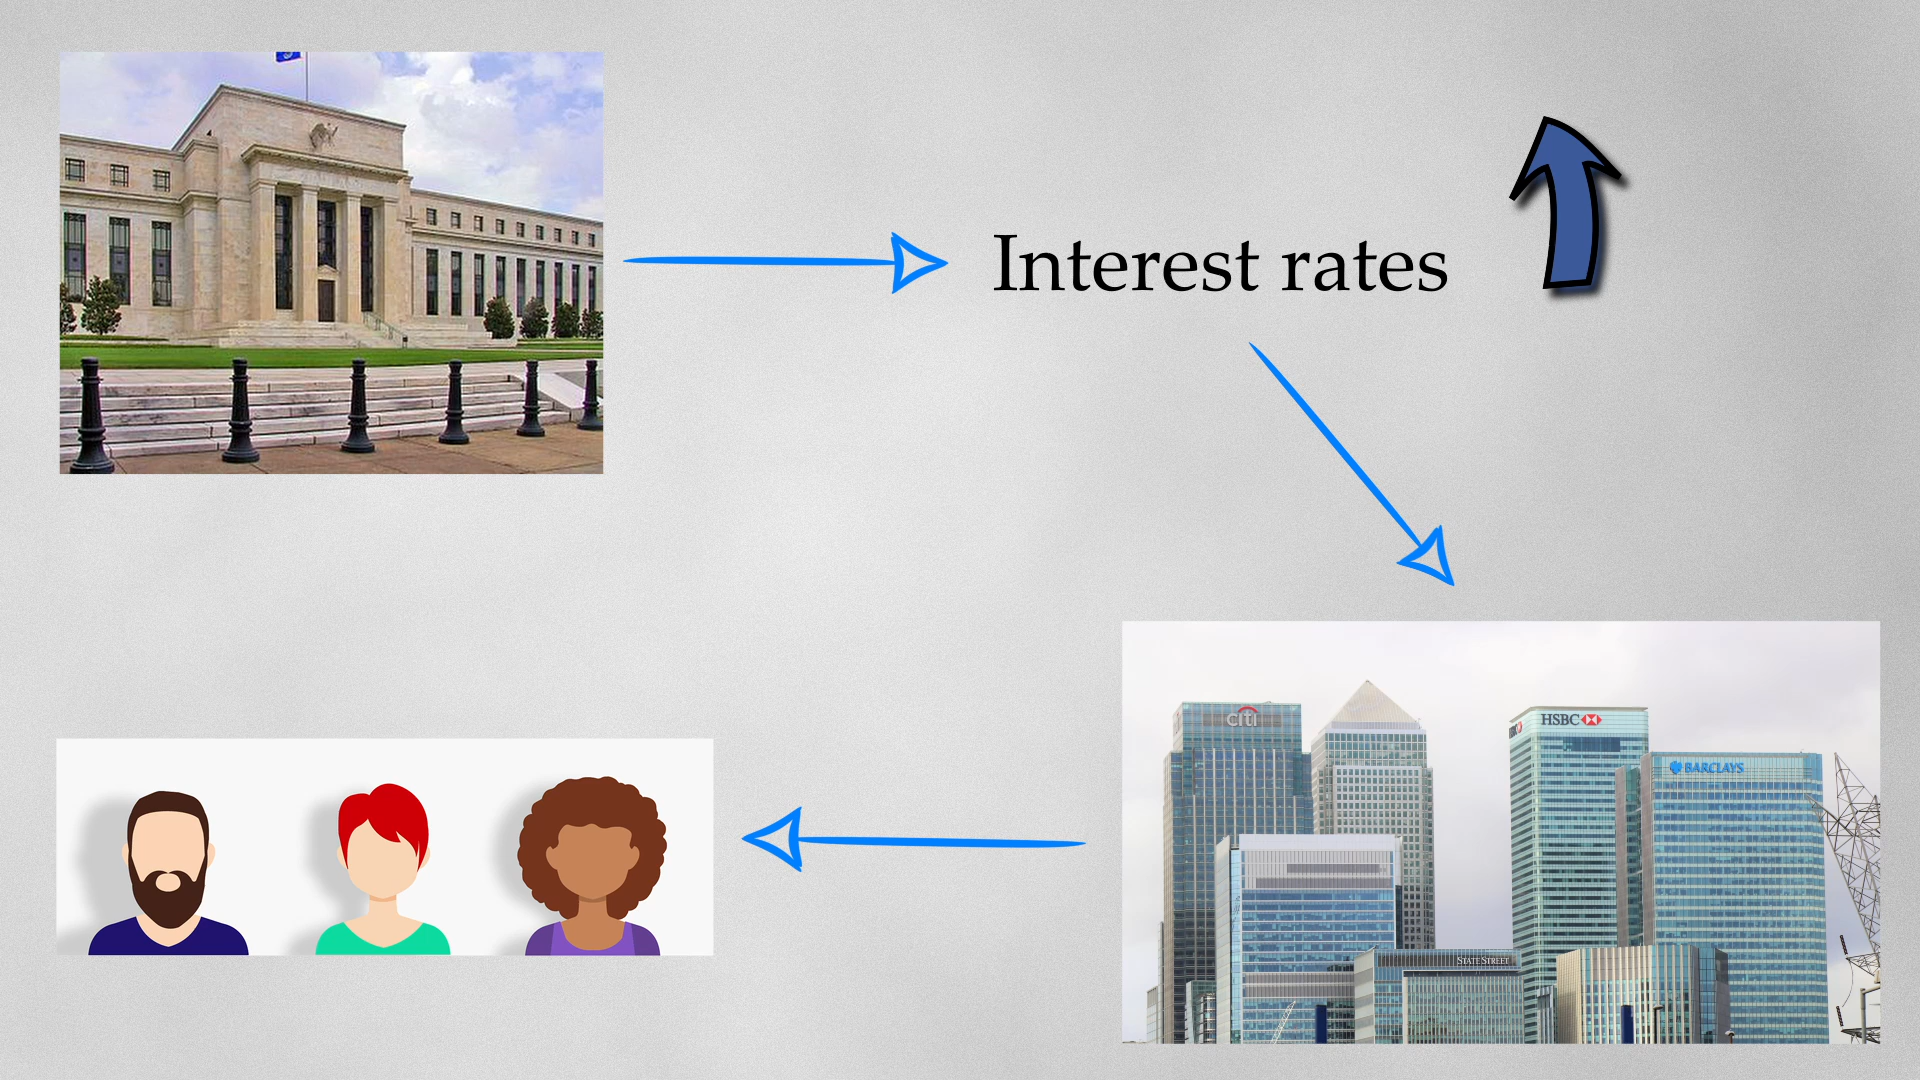 Interest rates
citi
HSBC
BARCLAYS
STATE STREET